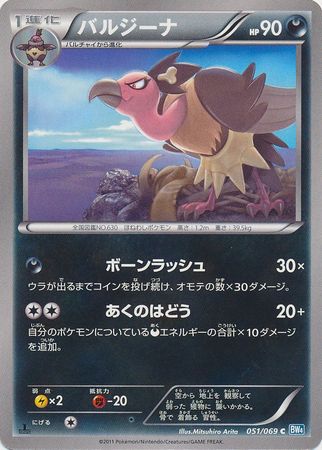 1進化
バルジーナ
HP90
バルチャイから進化
全国図鑑NO.630 ほねわしポケモン 高さ:1.2m 重さ:39.5kg
ボーンラッシュ 30×
ウラが出るまでコインを投げ続け、オモテの数×30ダメージ。
あくのはどう 20+
自分のポケモンについているエネルギーの合計×10ダメージ
を追加。
弱点 抵抗力
×2 -20
にげる
空から 地上を 観察して
弱った 獲物に 襲いかかる。
骨で 着飾る 習性がある。
Illus.Mitsuhiro Arita 051/069 C BW4
©2011 Pokémon/Nintendo/Creatures/GAME FREAK.